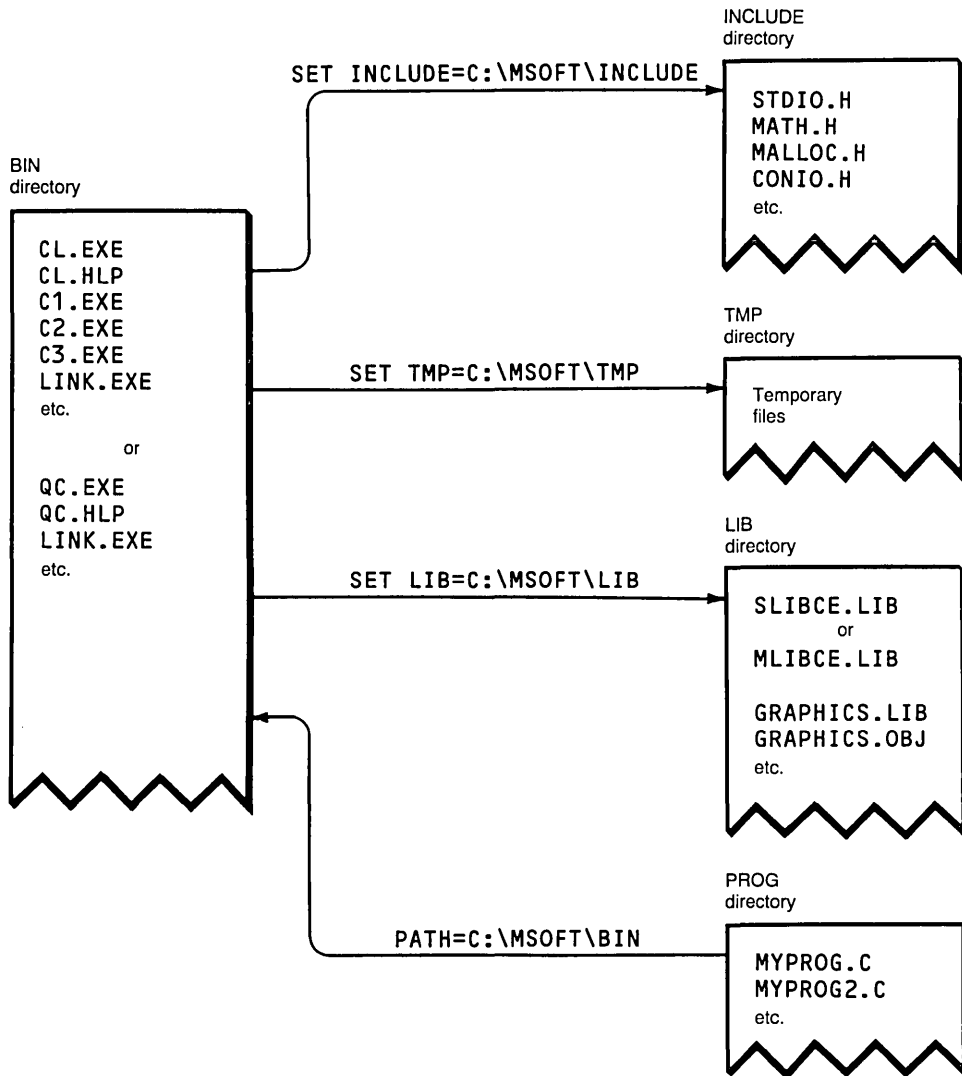 INCLUDE
directory
SET INCLUDE=C:\MSOFT\INCLUDE
STDIO.H
MATH.H
MALLOC.H
CONIO.H
etc.
BIN
directory
CL.EXE
CL.HLP
C1.EXE
C2.EXE
C3.EXE
LINK.EXE
etc.
or
QC.EXE
QC.HLP
LINK.EXE
etc.
TMP
directory
SET TMP=C:\MSOFT\TMP
Temporary
files
LIB
directory
SET LIB=C:\MSOFT\LIB
SLIBCE.LIB
or
MLIBCE.LIB
GRAPHICS.LIB
GRAPHICS.OBJ
etc.
PROG
directory
PATH=C:\MSOFT\BIN
MYPROG.C
MYPROG2.C
etc.